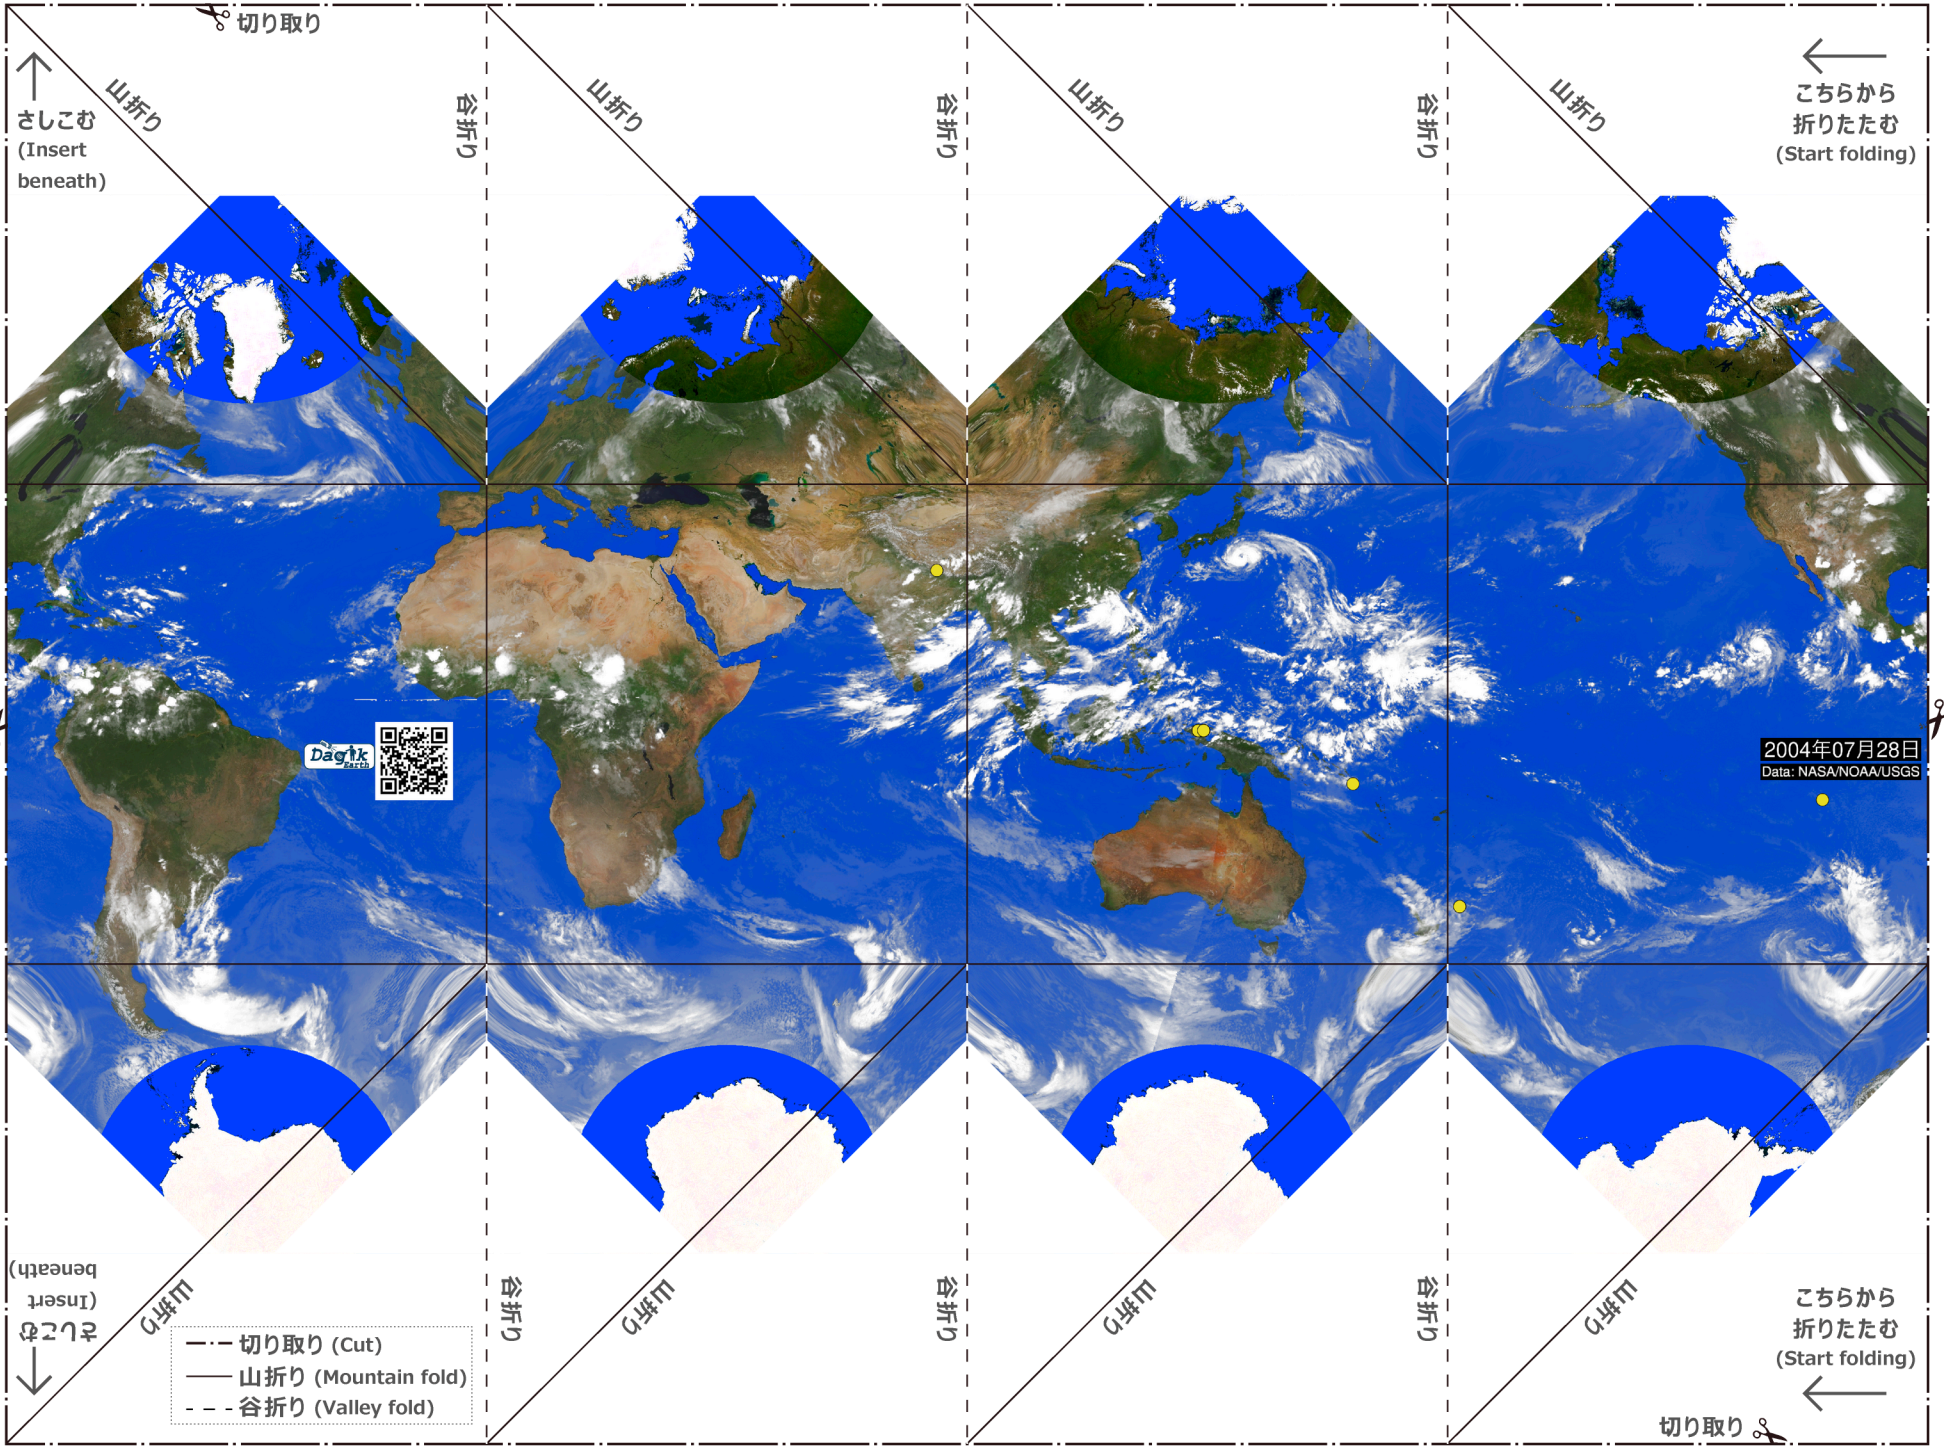 切り取り
山折り
谷折り
山折り
谷折り
山折り
谷折り
山折り
さしこむ
(Insert
beneath)
こちらから
折りたたむ
(Start folding)
Dagik
Earth
2004年07月28日
Data: NASA/NOAA/USGS
さしこむ
(Insert
beneath)
山折り
谷折り
山折り
谷折り
山折り
谷折り
山折り
こちらから
折りたたむ
(Start folding)
切り取り (Cut)
山折り (Mountain fold)
谷折り (Valley fold)
切り取り